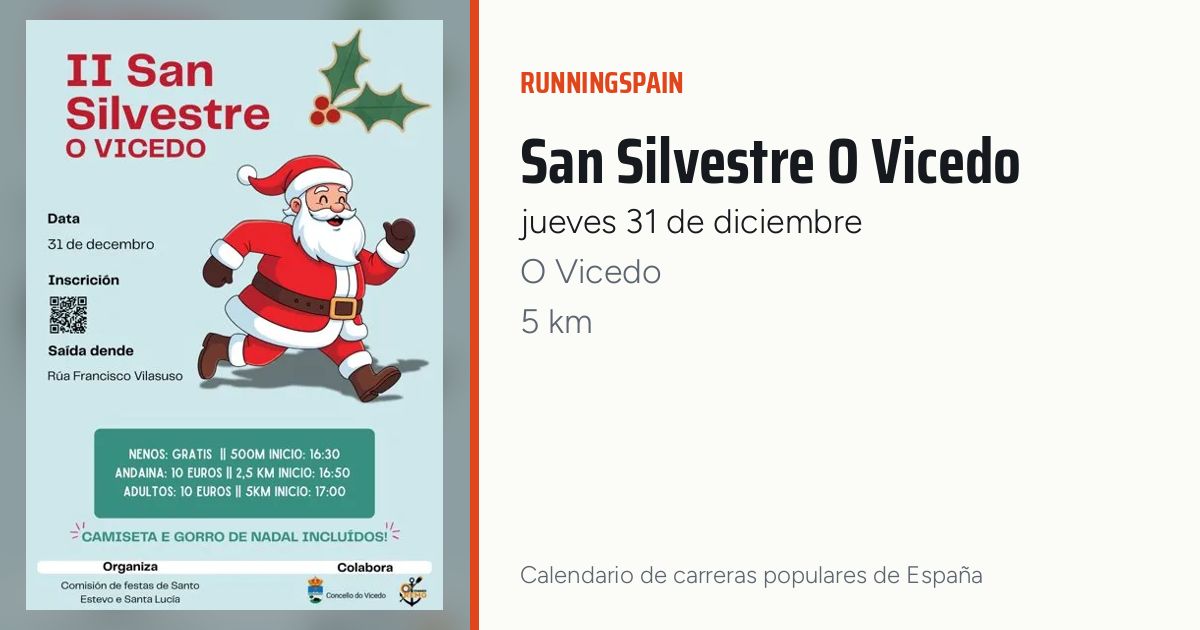 II San
Silvestre
O VICEDO
Data
31 de decembro
Inscrición
Saída dende
Rúa Francisco Vilasuso
NENOS: GRATIS || 500M INICIO: 16:30
ANDAINA: 10 EUROS || 2,5 KM INICIO: 16:50
ADULTOS: 10 EUROS || 5KM INICIO: 17:00
CAMISETA E GORRO DE NADAL INCLUÍDOS!
Organiza
Comisión de festas de Santo
Estevo e Santa Lucía
Colabora
Concello do Vicedo
RUNNINGSPAIN
San Silvestre O Vicedo
jueves 31 de diciembre
O Vicedo
5 km
Calendario de carreras populares de España